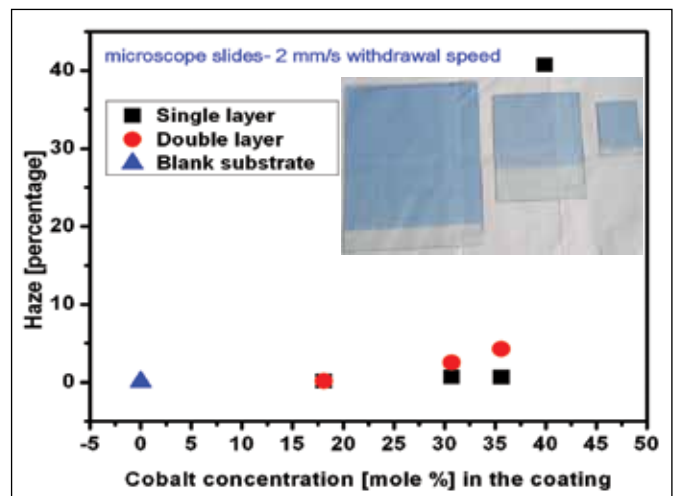 microscope slides- 2 mm/s withdrawal speed
Single layer
Double layer
Blank substrate
Haze [percentage]
40
30
20
10
0
-5 0 5 10 15 20 25 30 35 40 45 50
Cobalt concentration [mole %] in the coating